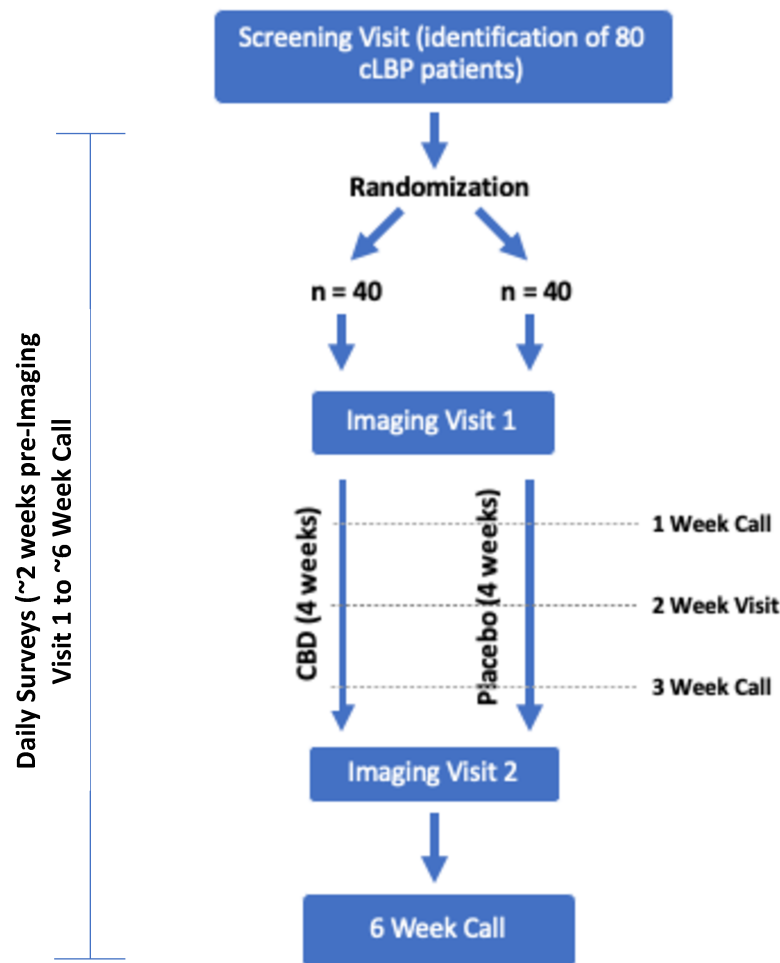 Screening Visit (identification of 80
cLBP patients)
Randomization
n = 40
n = 40
Imaging Visit 1
Daily Surveys (~2 weeks pre-Imaging
Visit 1 to ~6 Week Call
CBD (4 weeks)
Placebo (4 weeks)
1 Week Call
2 Week Visit
3 Week Call
Imaging Visit 2
6 Week Call